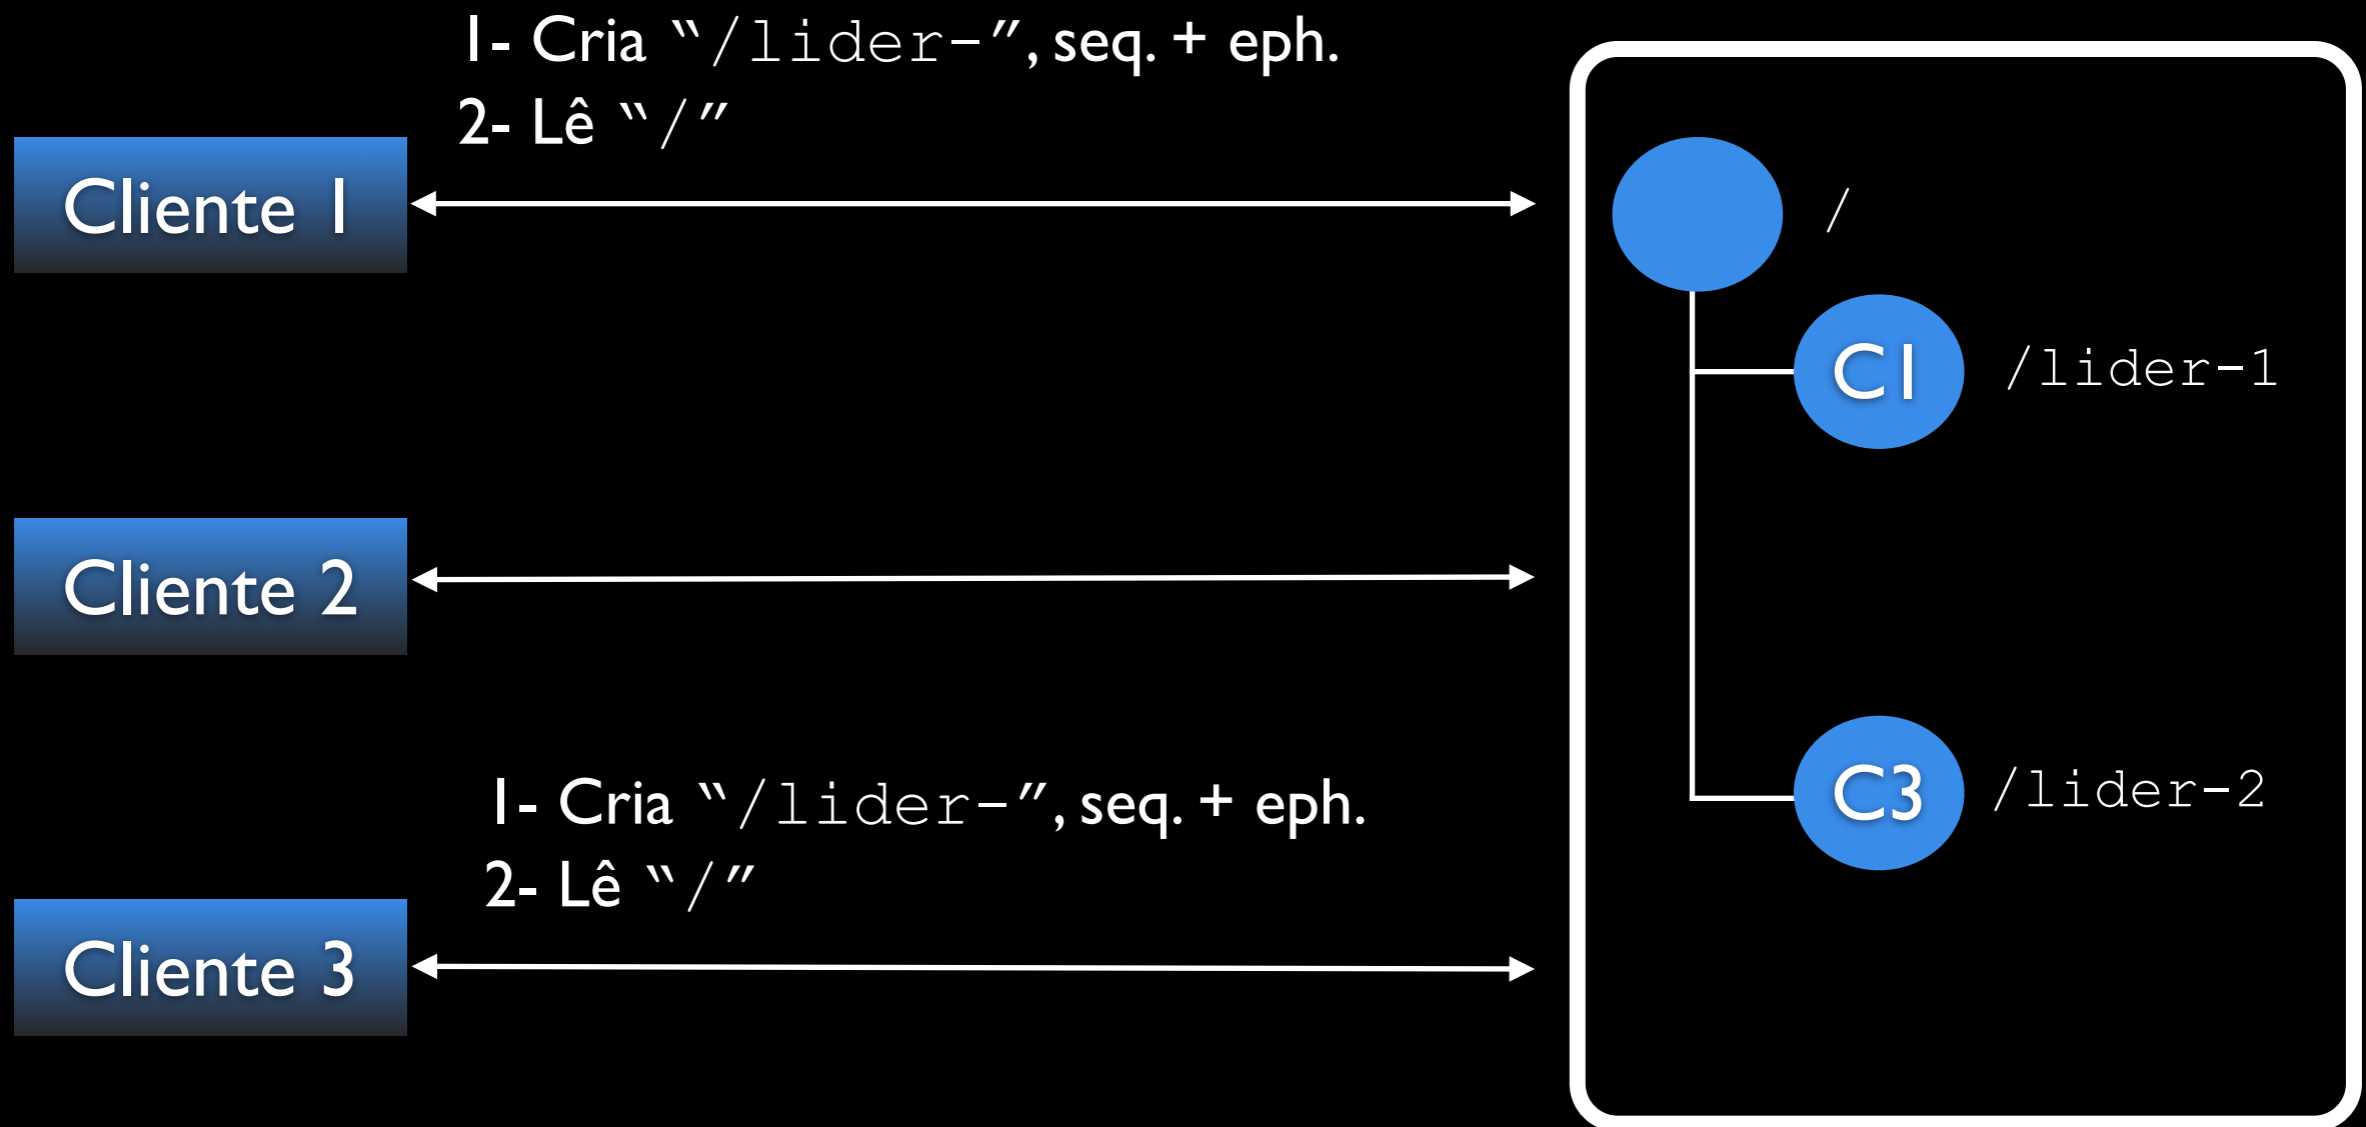 1- Cria “/lider-”, seq. + eph.
2- Lê “/”
Cliente 1
/
C1 /lider-1
Cliente 2
1- Cria “/lider-”, seq. + eph.
2- Lê “/”
C3 /lider-2
Cliente 3